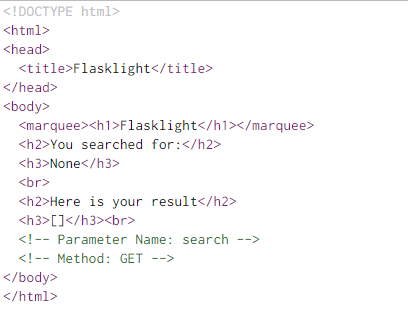 <!DOCTYPE html>
<html>
<head>
  <title>Flasklight</title>
</head>
<body>
  <marquee><h1>Flasklight</h1></marquee>
  <h2>You searched for:</h2>
  <h3>None</h3>
  <br>
  <h2>Here is your result</h2>
  <h3>[]</h3><br>
  <!-- Parameter Name: search -->
  <!-- Method: GET -->
</body>
</html>